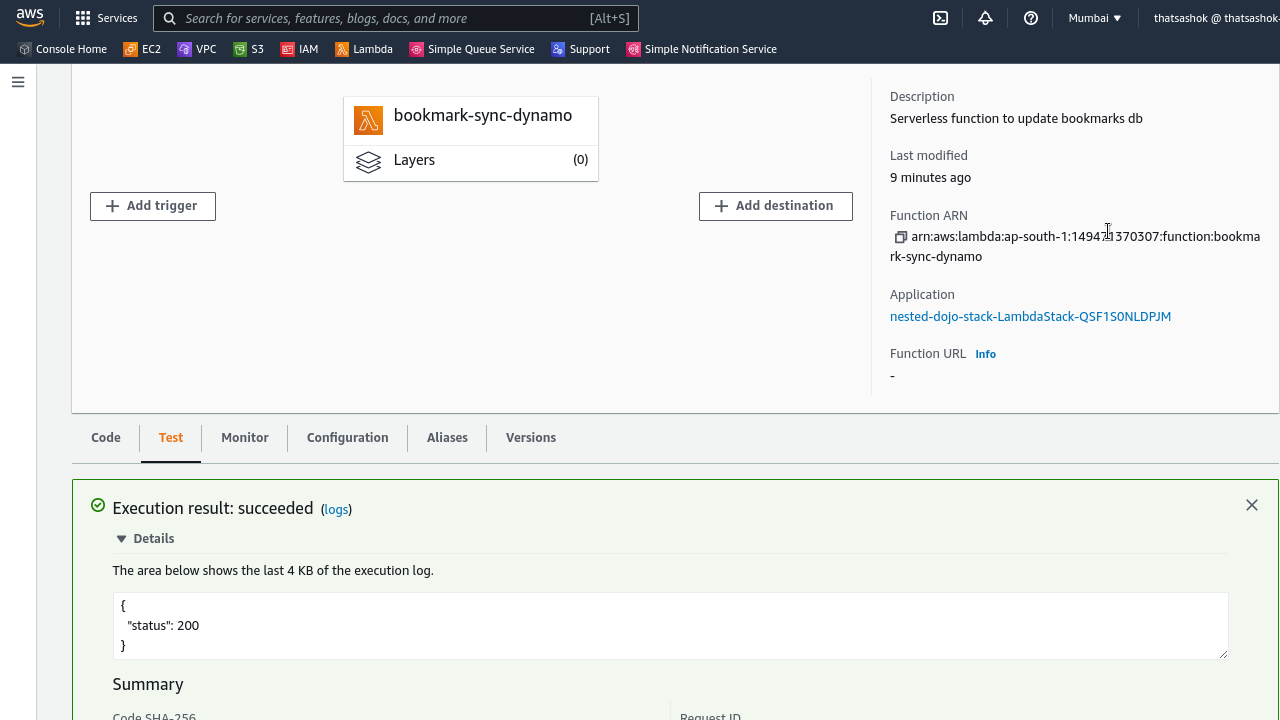 aws
Services
Search for services, features, blogs, docs, and more
[Alt+S]
Mumbai ▼
thatsashok @ thatsashok-
Console Home
EC2
VPC
S3
IAM
Lambda
Simple Queue Service
Support
Simple Notification Service
bookmark-sync-dynamo
Layers
(0)
Add trigger
Add destination
Description
Serverless function to update bookmarks db
Last modified
9 minutes ago
Function ARN
arn:aws:lambda:ap-south-1:149471370307:function:bookma
rk-sync-dynamo
Application
nested-dojo-stack-LambdaStack-QSF1S0NLDPJM
Function URL Info
-
Code
Test
Monitor
Configuration
Aliases
Versions
Execution result: succeeded (logs)
Details
The area below shows the last 4 KB of the execution log.
{
"status": 200
}
Summary
Code SHA-256
Request ID